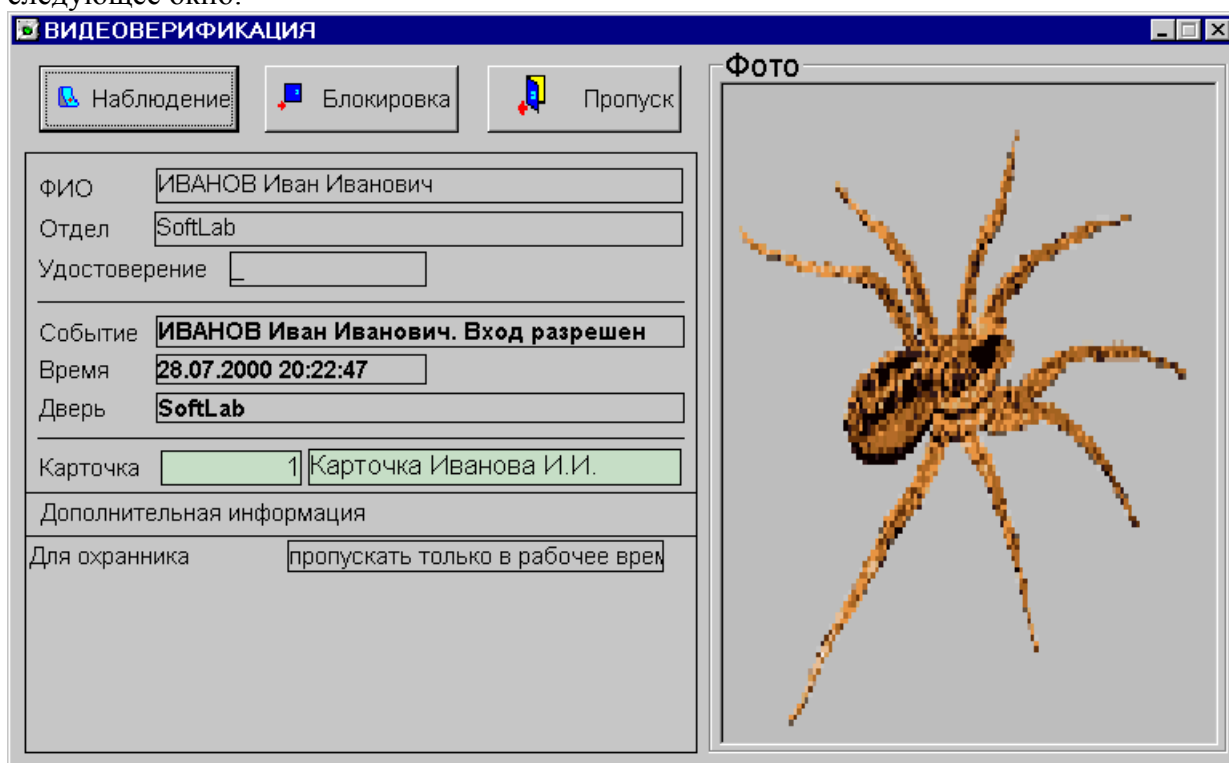 следующее окно:
ВИДЕОВЕРИФИКАЦИЯ
Наблюдение Блокировка Пропуск
Фото
ФИО ИВАНОВ Иван Иванович
Отдел SoftLab
Удостоверение _
Событие ИВАНОВ Иван Иванович. Вход разрешен
Время 28.07.2000 20:22:47
Дверь SoftLab
Карточка 1 Карточка Иванова И.И.
Дополнительная информация
Для охранника пропускать только в рабочее врем